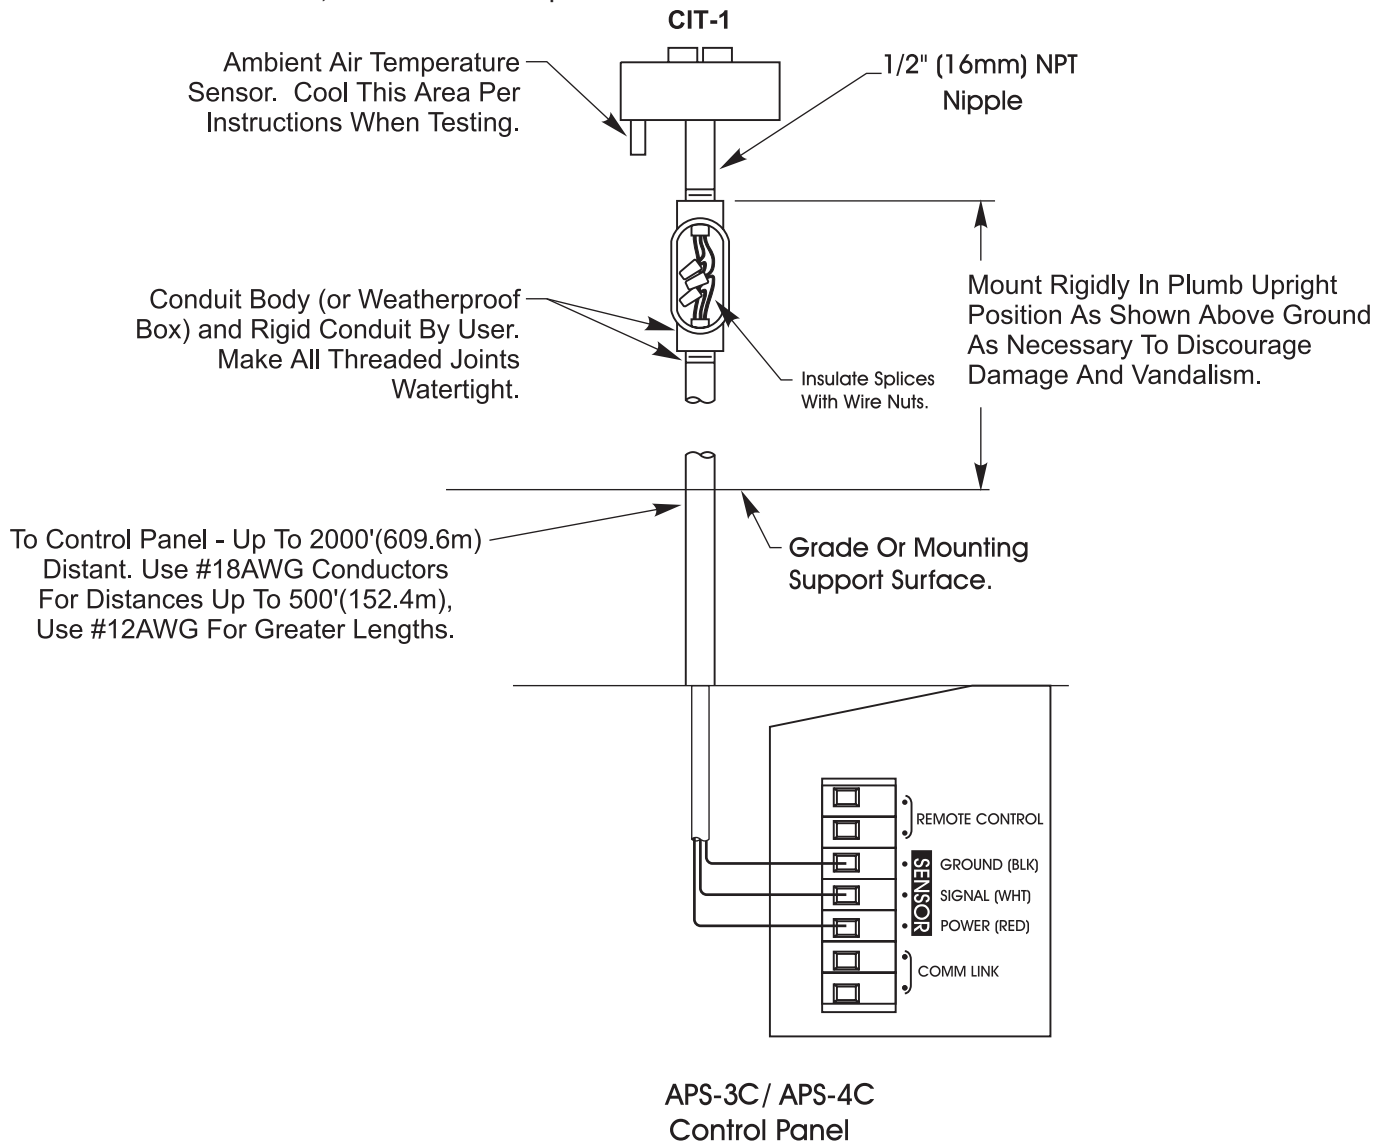 CIT-1
Ambient Air Temperature
Sensor. Cool This Area Per
Instructions When Testing.
1/2" (16mm) NPT
Nipple
Conduit Body (or Weatherproof
Box) and Rigid Conduit By User.
Make All Threaded Joints
Watertight.
Insulate Splices
With Wire Nuts.
Mount Rigidly In Plumb Upright
Position As Shown Above Ground
As Necessary To Discourage
Damage And Vandalism.
To Control Panel - Up To 2000'(609.6m)
Distant. Use #18AWG Conductors
For Distances Up To 500'(152.4m),
Use #12AWG For Greater Lengths.
Grade Or Mounting
Support Surface.
REMOTE CONTROL
SENSOR
GROUND (BLK)
SIGNAL (WHT)
POWER (RED)
COMM LINK
APS-3C/ APS-4C
Control Panel